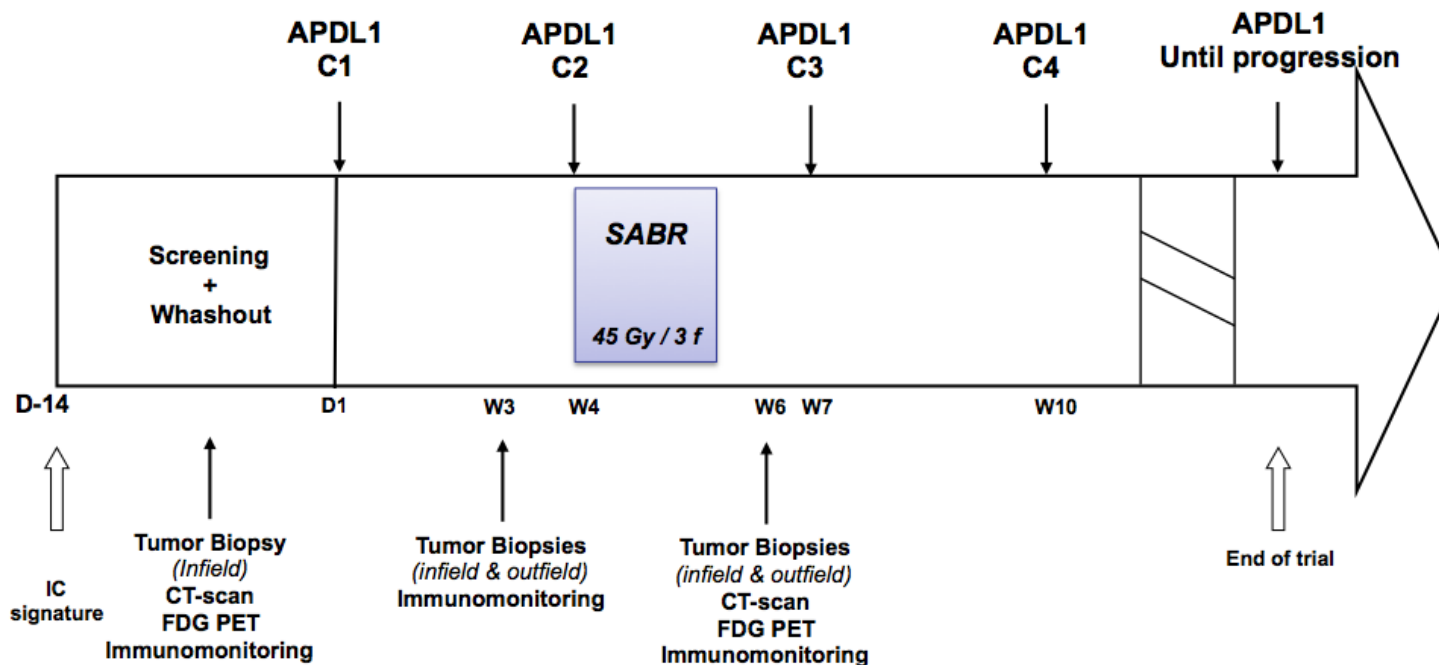 APDL1
C1
APDL1
C2
APDL1
C3
APDL1
C4
APDL1
Until progression
Screening
+
Whashout
SABR
45 Gy / 3 f
D-14
D1
W3
W4
W6
W7
W10
IC
signature
Tumor Biopsy
(Infield)
CT-scan
FDG PET
Immunomonitoring
Tumor Biopsies
(infield & outfield)
Immunomonitoring
Tumor Biopsies
(infield & outfield)
CT-scan
FDG PET
Immunomonitoring
End of trial